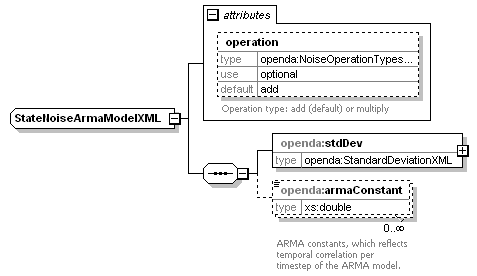 attributes
operation
type openda:NoiseOperationTypes...
use optional
default add
Operation type: add (default) or multiply
StateNoiseArmaModelXML
openda:stdDev
type openda:StandardDeviationXML
openda:armaConstant
type xs:double
0..∞
ARMA constants, which reflects
temporal correlation per
timestep of the ARMA model.